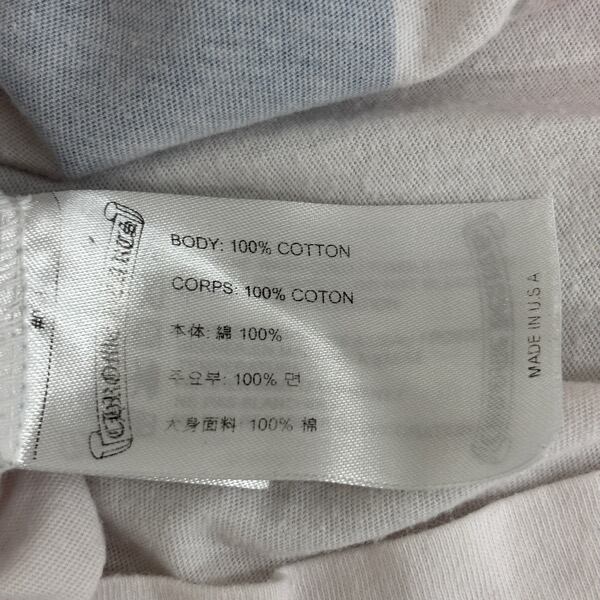 BODY: 100% COTTON
CORPS: 100% COTON
本体: 綿 100%
주요부: 100% 면
大身面料: 100% 棉
MADE IN U.S.A